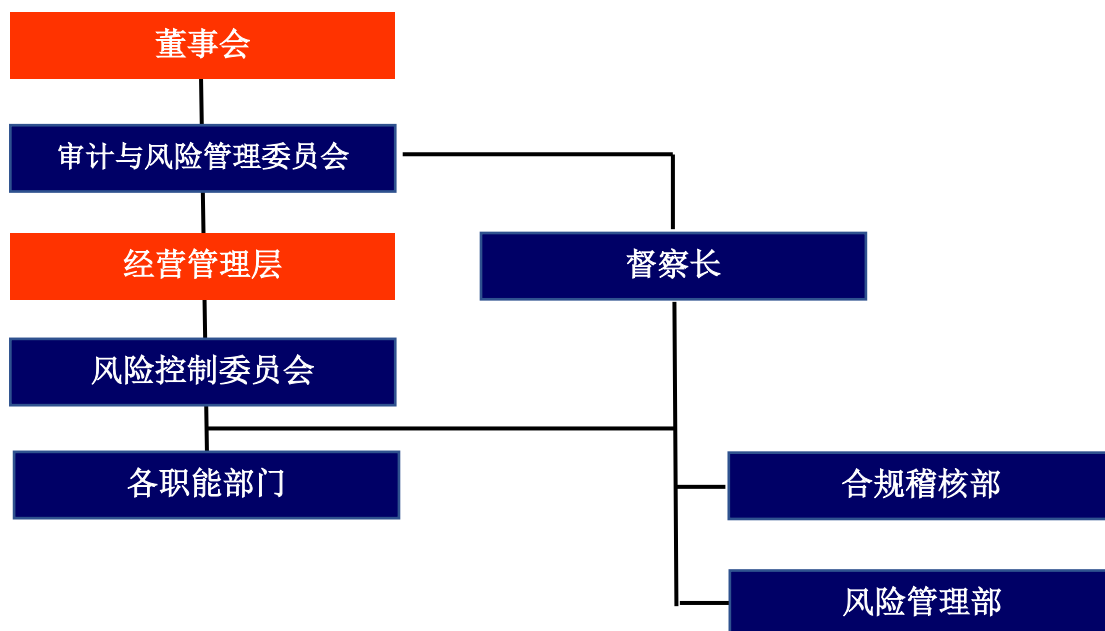 董事会
审计与风险管理委员会
经营管理层
督察长
风险控制委员会
各职能部门
合规稽核部
风险管理部